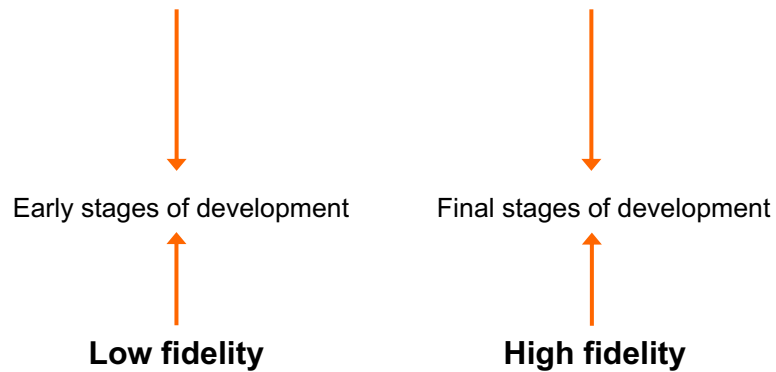 Early stages of development
Final stages of development
Low fidelity
High fidelity